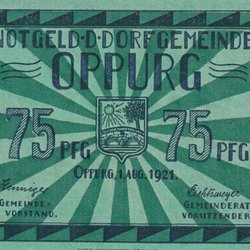 NOTGELD·D·DORFGEMEINDE
OPPURG
75 PFG 75 PFG
OPPURG, 1. AUG. 1921.
GEMEINDE= GEMEINDERAT
VORSTAND. VORSITZENDER